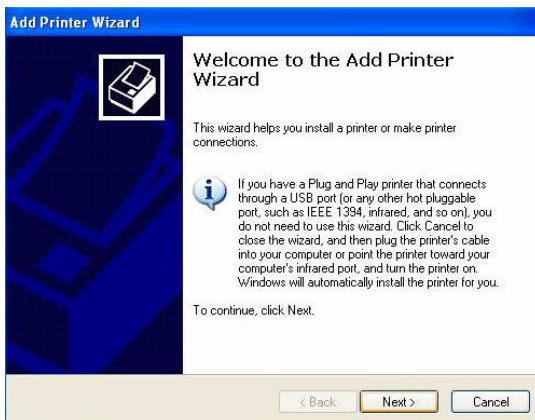 Add Printer Wizard
Welcome to the Add Printer
Wizard
This wizard helps you install a printer or make printer
connections.
If you have a Plug and Play printer that connects
through a USB port (or any other hot pluggable
port, such as IEEE 1394, infrared, and so on), you
do not need to use this wizard. Click Cancel to
close the wizard, and then plug the printer's cable
into your computer or point the printer toward your
computer's infrared port, and turn the printer on.
Windows will automatically install the printer for you.
To continue, click Next.
< Back Next > Cancel